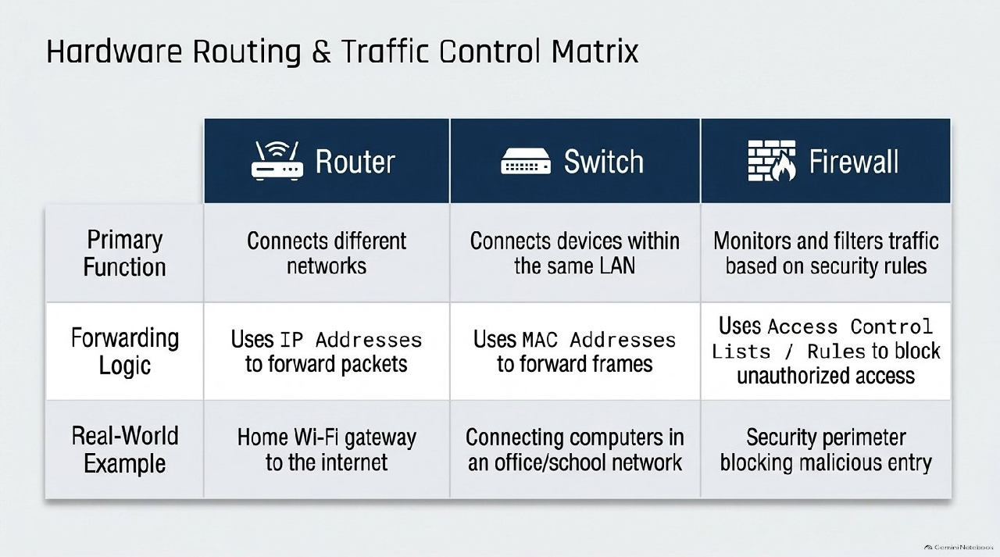 Hardware Routing & Traffic Control Matrix
Router
Switch
Firewall
Primary
Function
Connects different
networks
Connects devices within
the same LAN
Monitors and filters traffic
based on security rules
Forwarding
Logic
Uses IP Addresses
to forward packets
Uses MAC Addresses
to forward frames
Uses Access Control
Lists / Rules to block
unauthorized access
Real-World
Example
Home Wi-Fi gateway
to the internet
Connecting computers in
an office/school network
Security perimeter
blocking malicious entry
Gemini Notebook